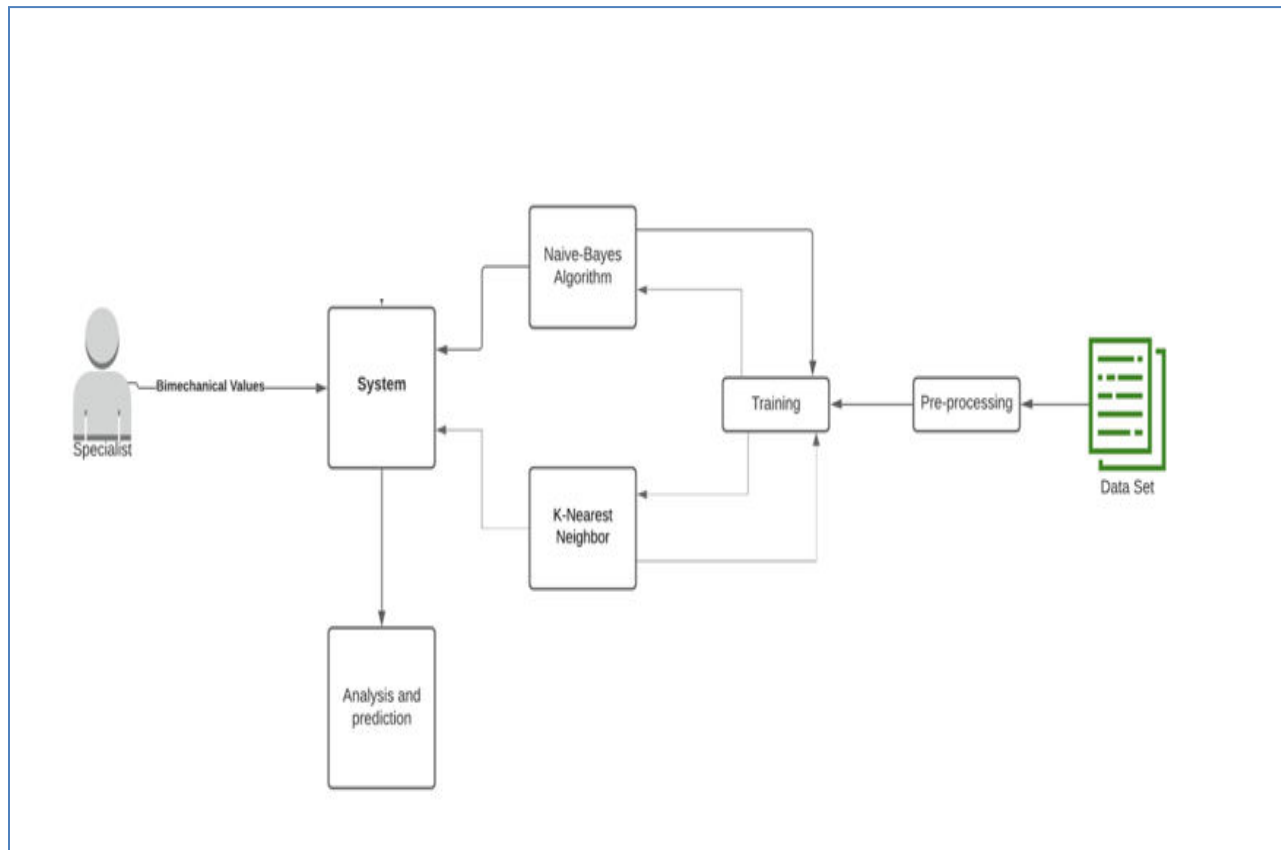 Naive-Bayes
Algorithm
Bimechanical Values
System
Specialist
Training
Pre-processing
Data Set
K-Nearest
Neighbor
Analysis and
prediction